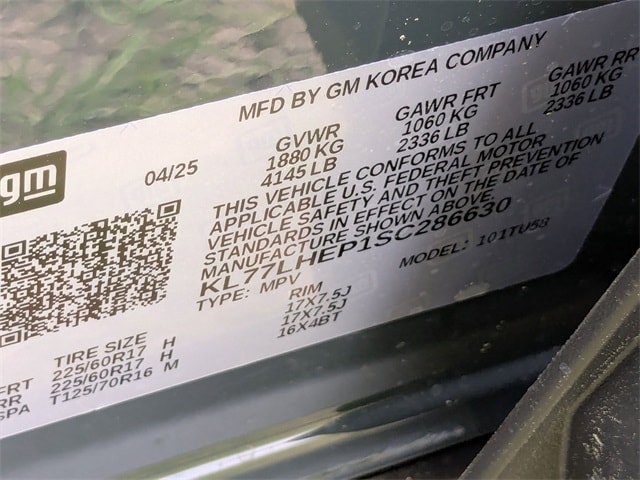 MFD BY GM KOREA COMPANY
gm
04/25
GVWR GAWR FRT GAWR RR
1880 KG 1060 KG 1060 KG
4145 LB 2336 LB 2336 LB
THIS VEHICLE CONFORMS TO ALL
APPLICABLE U.S. FEDERAL MOTOR
VEHICLE SAFETY AND THEFT PREVENTION
STANDARDS IN EFFECT ON THE DATE OF
MANUFACTURE SHOWN ABOVE.
KL77LHEP1SC286630
TYPE: MPV MODEL: 101TU58
TIRE SIZE RIM
FRT 225/60R17 H 17X7.5J
RR 225/60R17 H 17X7.5J
SPA T125/70R16 M 16X4BT